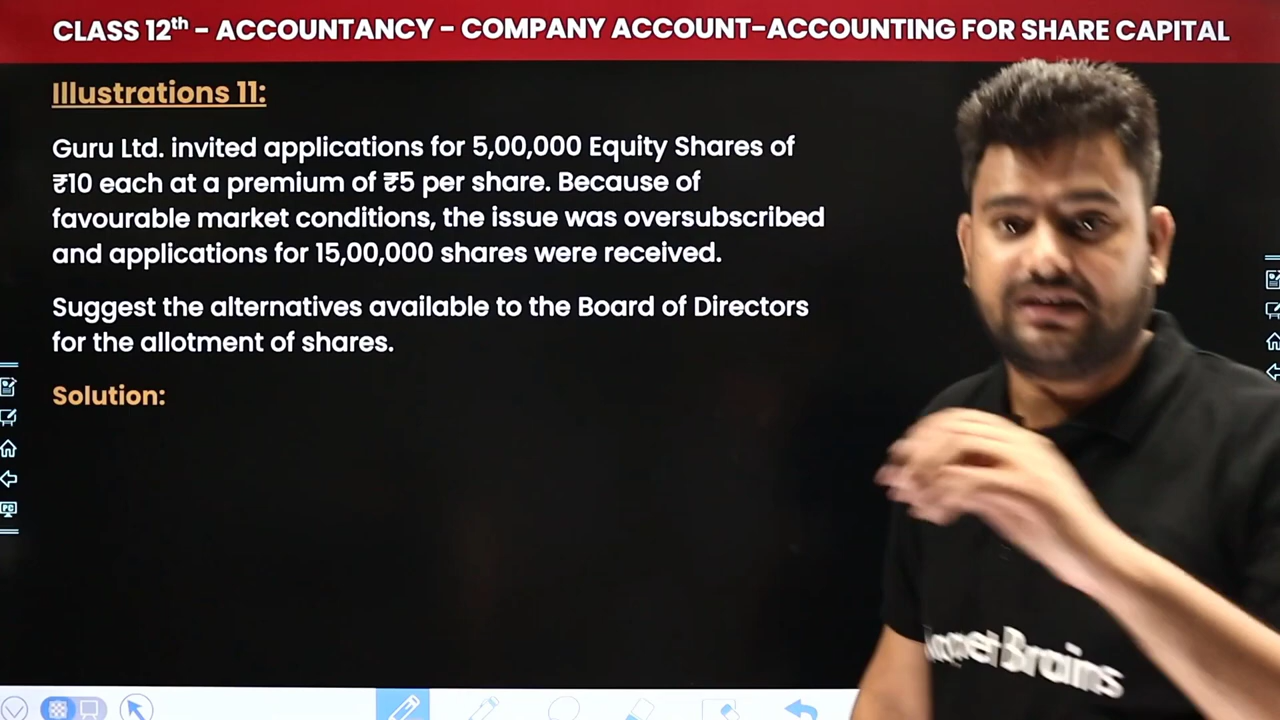 CLASS 12th - ACCOUNTANCY - COMPANY ACCOUNT-ACCOUNTING FOR SHARE CAPITAL
Illustrations 11:
Guru Ltd. invited applications for 5,00,000 Equity Shares of
₹10 each at a premium of ₹5 per share. Because of
favourable market conditions, the issue was oversubscribed
and applications for 15,00,000 shares were received.
Suggest the alternatives available to the Board of Directors
for the allotment of shares.
Solution:
Brains
PC